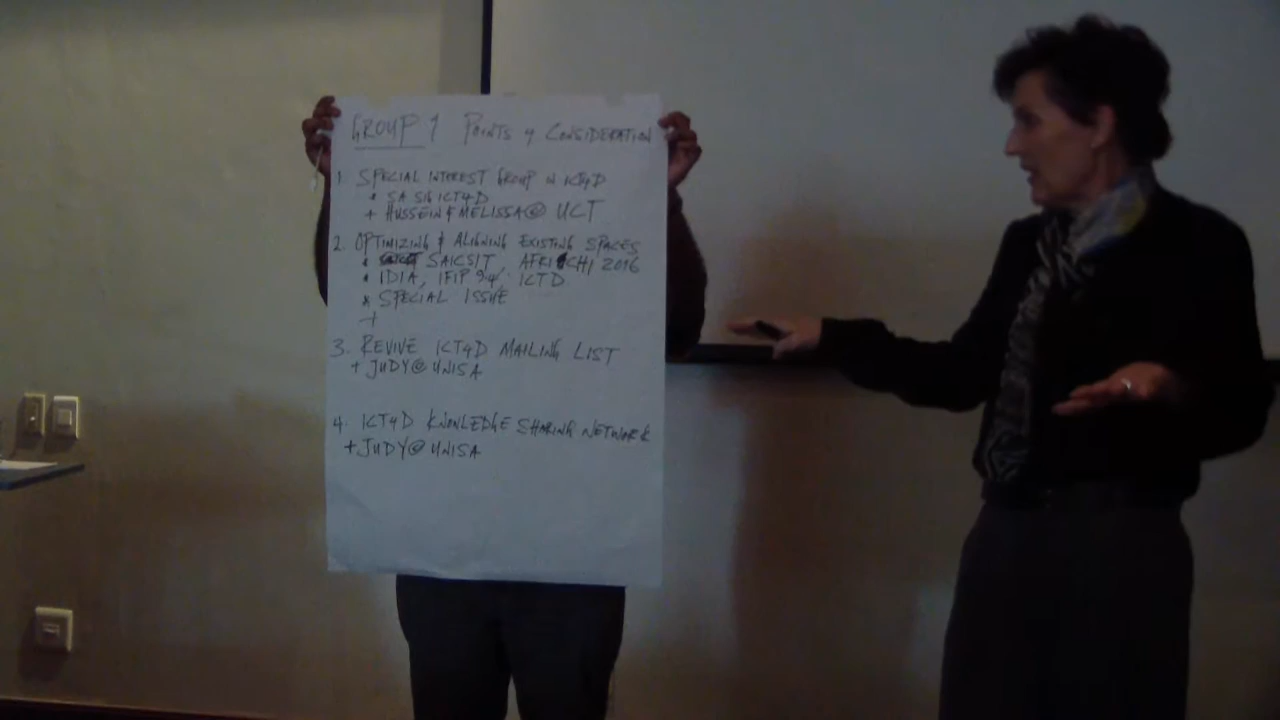 GROUP 1 POINTS of CONSIDERATION
1. SPECIAL INTEREST GROUP in ICT4D
* SA SIG ICT4D
+ HUSSEIN & MELISSA@ UCT
2. OPTIMIZING & ALIGNING EXISTING SPACES
* SAICSIT AFRICHI 2016
* IDIA, IFIP 9.4/ ICTD
* SPECIAL ISSUE
+
3. REVIVE ICT4D MAILING LIST
+ JUDY@UNISA
4. ICT4D KNOWLEDGE SHARING NETWORK
+ JUDY@UNISA